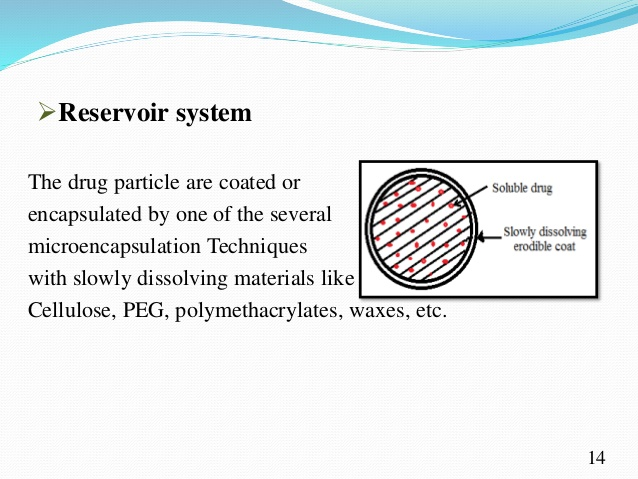 ➢Reservoir system
The drug particle are coated or
encapsulated by one of the several
microencapsulation Techniques
with slowly dissolving materials like
Cellulose, PEG, polymethacrylates, waxes, etc.
Soluble drug
Slowly dissolving
erodible coat
14